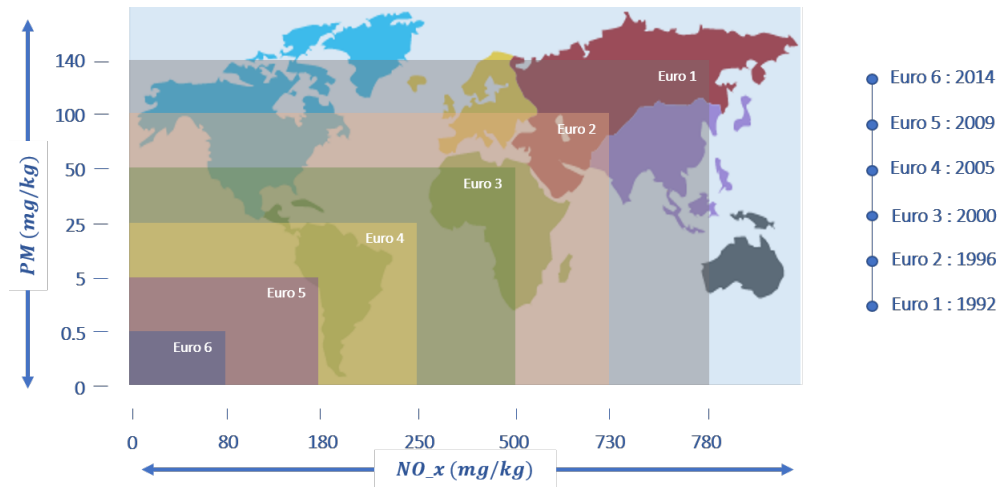 PM (mg/kg)
140
100
50
25
5
0.5
0
Euro 1
Euro 2
Euro 3
Euro 4
Euro 5
Euro 6
0
80
180
250
500
730
780
NO_x (mg/kg)
Euro 6 : 2014
Euro 5 : 2009
Euro 4 : 2005
Euro 3 : 2000
Euro 2 : 1996
Euro 1 : 1992